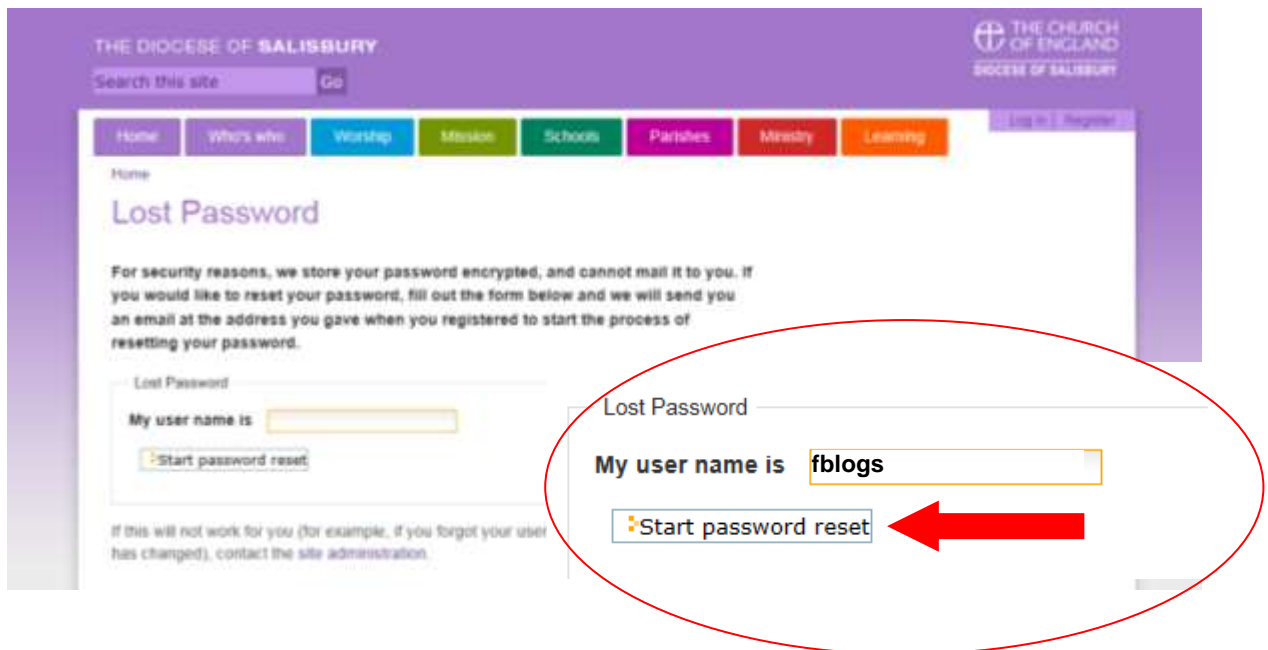 THE DIOCESE OF SALISBURY
THE CHURCH
OF ENGLAND
DIOCESE OF SALISBURY
Search this site
Go
Log in | Register
Home Who's who Worship Mission Schools Parishes Ministry Learning
Home
Lost Password
For security reasons, we store your password encrypted, and cannot mail it to you. If
you would like to reset your password, fill out the form below and we will send you
an email at the address you gave when you registered to start the process of
resetting your password.
Lost Password
My user name is
Start password reset
If this will not work for you (for example, if you forgot your user
has changed), contact the site administration.
Lost Password
My user name is fblogs
Start password reset